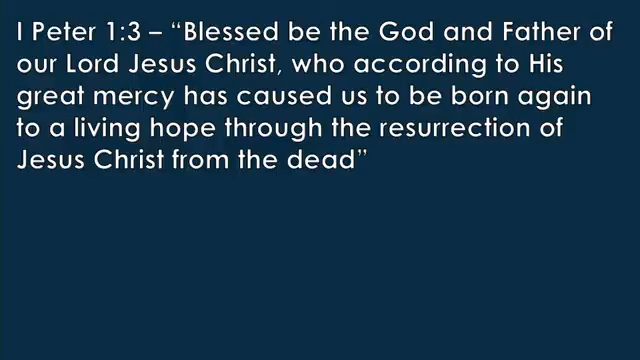 I Peter 1:3 – “Blessed be the God and Father of
our Lord Jesus Christ, who according to His
great mercy has caused us to be born again
to a living hope through the resurrection of
Jesus Christ from the dead”